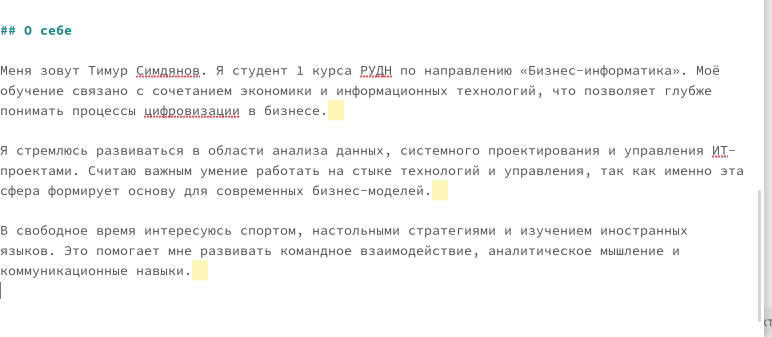 ## О себе
Меня зовут Тимур Симдянов. Я студент 1 курса РУДН по направлению «Бизнес-информатика». Моё
обучение связано с сочетанием экономики и информационных технологий, что позволяет глубже
понимать процессы цифровизации в бизнесе.
Я стремлюсь развиваться в области анализа данных, системного проектирования и управления ИТ-
проектами. Считаю важным умение работать на стыке технологий и управления, так как именно эта
сфера формирует основу для современных бизнес-моделей.
В свободное время интересуюсь спортом, настольными стратегиями и изучением иностранных
языков. Это помогает мне развивать командное взаимодействие, аналитическое мышление и
коммуникационные навыки.